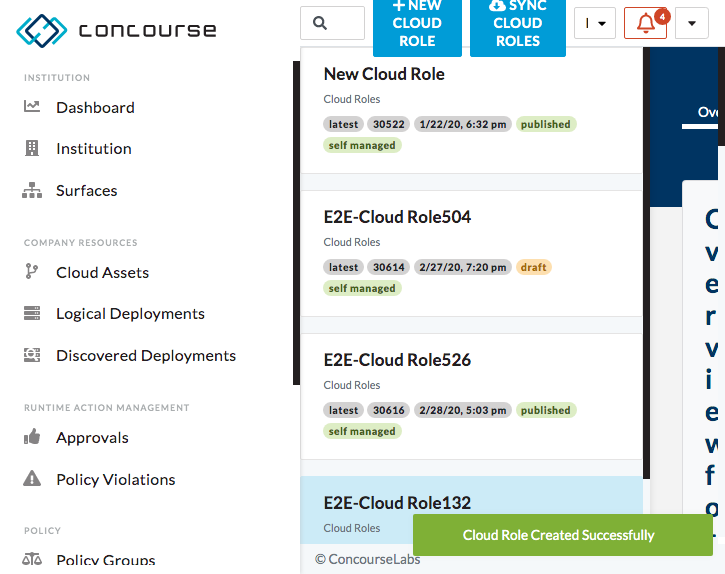 concourse
INSTITUTION
Dashboard
Institution
Surfaces
COMPANY RESOURCES
Cloud Assets
Logical Deployments
Discovered Deployments
RUNTIME ACTION MANAGEMENT
Approvals
Policy Violations
POLICY
Policy Groups
+ NEW
CLOUD
ROLE
SYNC
CLOUD
ROLES
4
New Cloud Role
Cloud Roles
latest 30522 1/22/20, 6:32 pm published
self managed
E2E-Cloud Role504
Cloud Roles
latest 30614 2/27/20, 7:20 pm draft
self managed
E2E-Cloud Role526
Cloud Roles
latest 30616 2/28/20, 5:03 pm published
self managed
E2E-Cloud Role132
Cloud Roles
Cloud Role Created Successfully
© ConcourseLabs
Ov
O
v
e
r
v
i
e
w
f
o